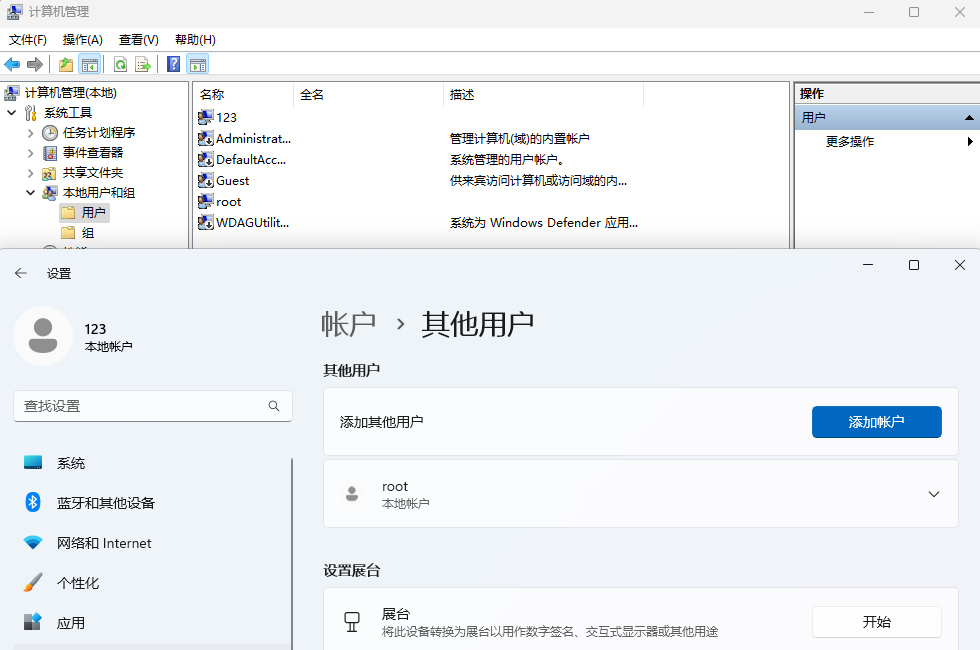 计算机管理
文件(F) 操作(A) 查看(V) 帮助(H)
计算机管理(本地)
系统工具
任务计划程序
事件查看器
共享文件夹
本地用户和组
用户
组
名称 全名 描述
123
Administrat... 管理计算机(域)的内置帐户
DefaultAcc... 系统管理的用户帐户。
Guest 供来宾访问计算机或访问域的内...
root
WDAGUtilit... 系统为 Windows Defender 应用...
操作
用户
更多操作
设置
123
本地帐户
查找设置
系统
蓝牙和其他设备
网络和 Internet
个性化
应用
帐户 › 其他用户
其他用户
添加其他用户 添加帐户
root
本地帐户
设置展台
展台
将此设备转换为展台以用作数字签名、交互式显示器或其他用途
开始